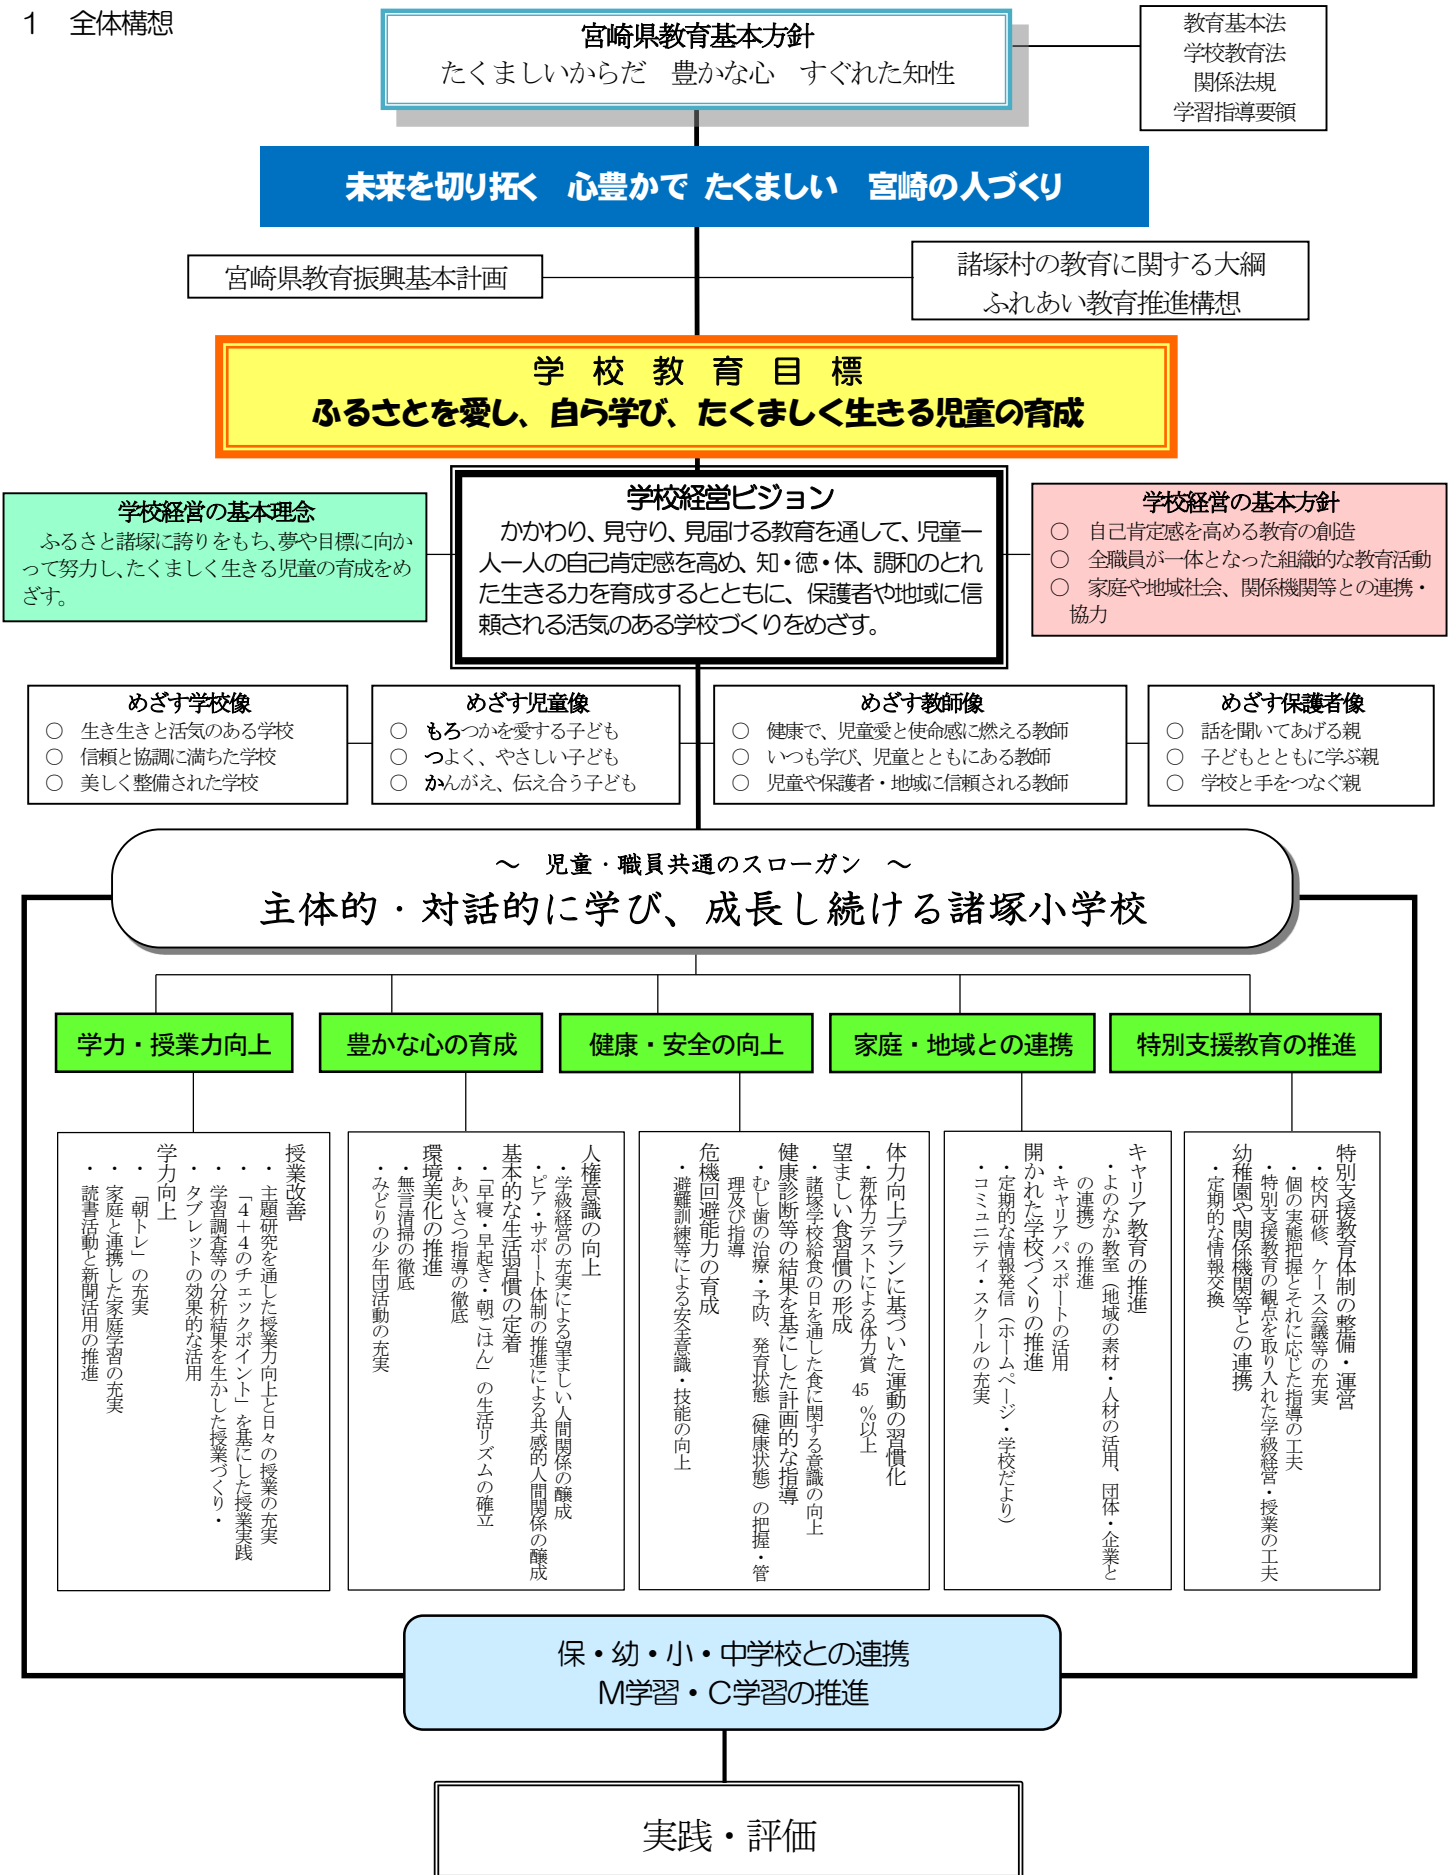 １　全体構想
宮崎県教育基本方針
たくましいからだ　豊かな心　すぐれた知性
教育基本法
学校教育法
関係法規
学習指導要領
未来を切り拓く　心豊かで たくましい　宮崎の人づくり
宮崎県教育振興基本計画
諸塚村の教育に関する大綱
ふれあい教育推進構想
学　校　教　育　目　標
ふるさとを愛し、自ら学び、たくましく生きる児童の育成
学校経営の基本理念
ふるさと諸塚に誇りをもち、夢や目標に向か
って努力し、たくましく生きる児童の育成をめ
ざす。
学校経営ビジョン
かかわり、見守り、見届ける教育を通して、児童一
人一人の自己肯定感を高め、知・徳・体、調和のとれ
た生きる力を育成するとともに、保護者や地域に信
頼される活気のある学校づくりをめざす。
学校経営の基本方針
○　自己肯定感を高める教育の創造
○　全職員が一体となった組織的な教育活動
○　家庭や地域社会、関係機関等との連携・
協力
めざす学校像
○　生き生きと活気のある学校
○　信頼と協調に満ちた学校
○　美しく整備された学校
めざす児童像
○　もろつかを愛する子ども
○　つよく、やさしい子ども
○　かんがえ、伝え合う子ども
めざす教師像
○　健康で、児童愛と使命感に燃える教師
○　いつも学び、児童とともにある教師
○　児童や保護者・地域に信頼される教師
めざす保護者像
○　話を聞いてあげる親
○　子どもとともに学ぶ親
○　学校と手をつなぐ親
～　児童・職員共通のスローガン　～
主体的・対話的に学び、成長し続ける諸塚小学校
学力・授業力向上
豊かな心の育成
健康・安全の向上
家庭・地域との連携
特別支援教育の推進
授業改善
・主題研究を通した授業力向上と日々の授業の充実
・「４＋４のチェックポイント」を基にした授業実践
・学習調査等の分析結果を生かした授業づくり・
・タブレットの効果的な活用
学力向上
・「朝トレ」の充実
・家庭と連携した家庭学習の充実
・読書活動と新聞活用の推進
人権意識の向上
・学級経営の充実による望ましい人間関係の醸成
・ピア・サポート体制の推進による共感的人間関係の醸成
基本的な生活習慣の定着
・「早寝・早起き・朝ごはん」の生活リズムの確立
・あいさつ指導の徹底
環境美化の推進
・無言清掃の徹底
・みどりの少年団活動の充実
体力向上プランに基づいた運動の習慣化
・新体力テストによる体力賞45％以上
望ましい食習慣の形成
・諸塚学校給食の日を通した食に関する意識の向上
健康診断等の結果を基にした計画的な指導
・むし歯の治療・予防、発育状態（健康状態）の把握・管
理及び指導
危機回避能力の育成
・避難訓練等による安全意識・技能の向上
キャリア教育の推進
・よのなか教室（地域の素材・人材の活用、団体・企業と
の連携）の推進
・キャリアパスポートの活用
開かれた学校づくりの推進
・定期的な情報発信（ホームページ・学校だより）
・コミュニティ・スクールの充実
特別支援教育体制の整備・運営
・校内研修、ケース会議等の充実
・個の実態把握とそれに応じた指導の工夫
・特別支援教育の観点を取り入れた学級経営・授業の工夫
幼稚園や関係機関等との連携
・定期的な情報交換
保・幼・小・中学校との連携
Ｍ学習・Ｃ学習の推進
実践・評価